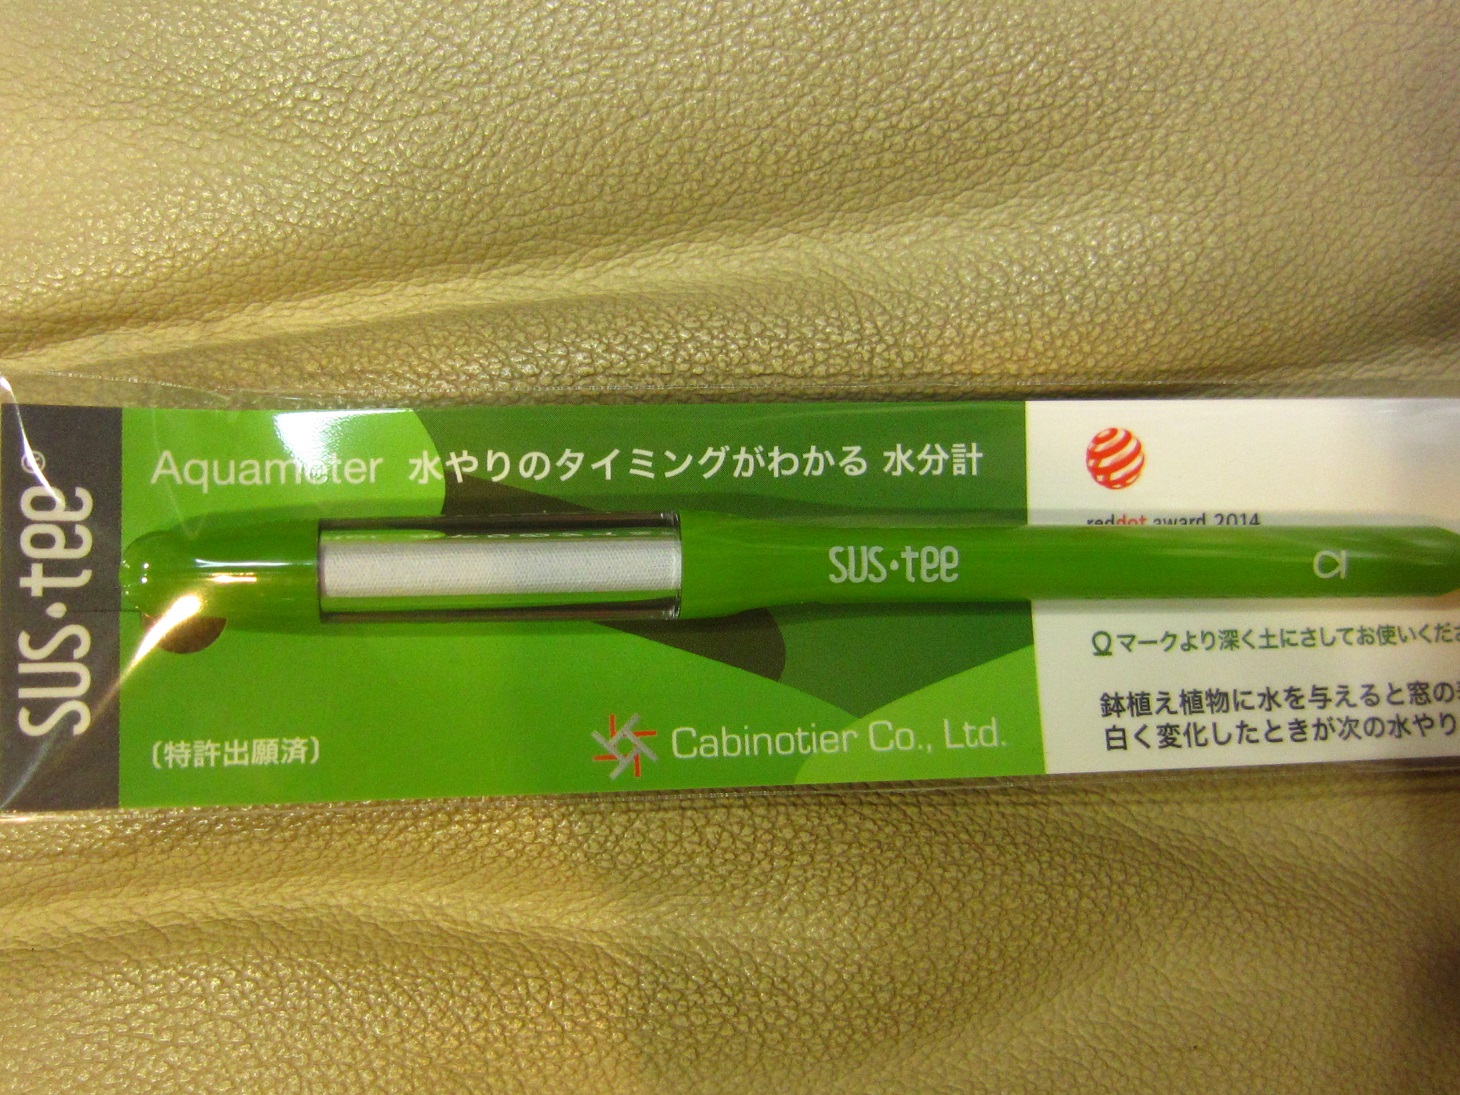 sus•tee®
Aquameter 水やりのタイミングがわかる 水分計
reddot award 2014
sus•tee
Ω
Ωマークより深く土にさしてお使いくださ
鉢植え植物に水を与えると窓の
白く変化したときが次の水やり
Cabinotier Co., Ltd.
(特許出願済)